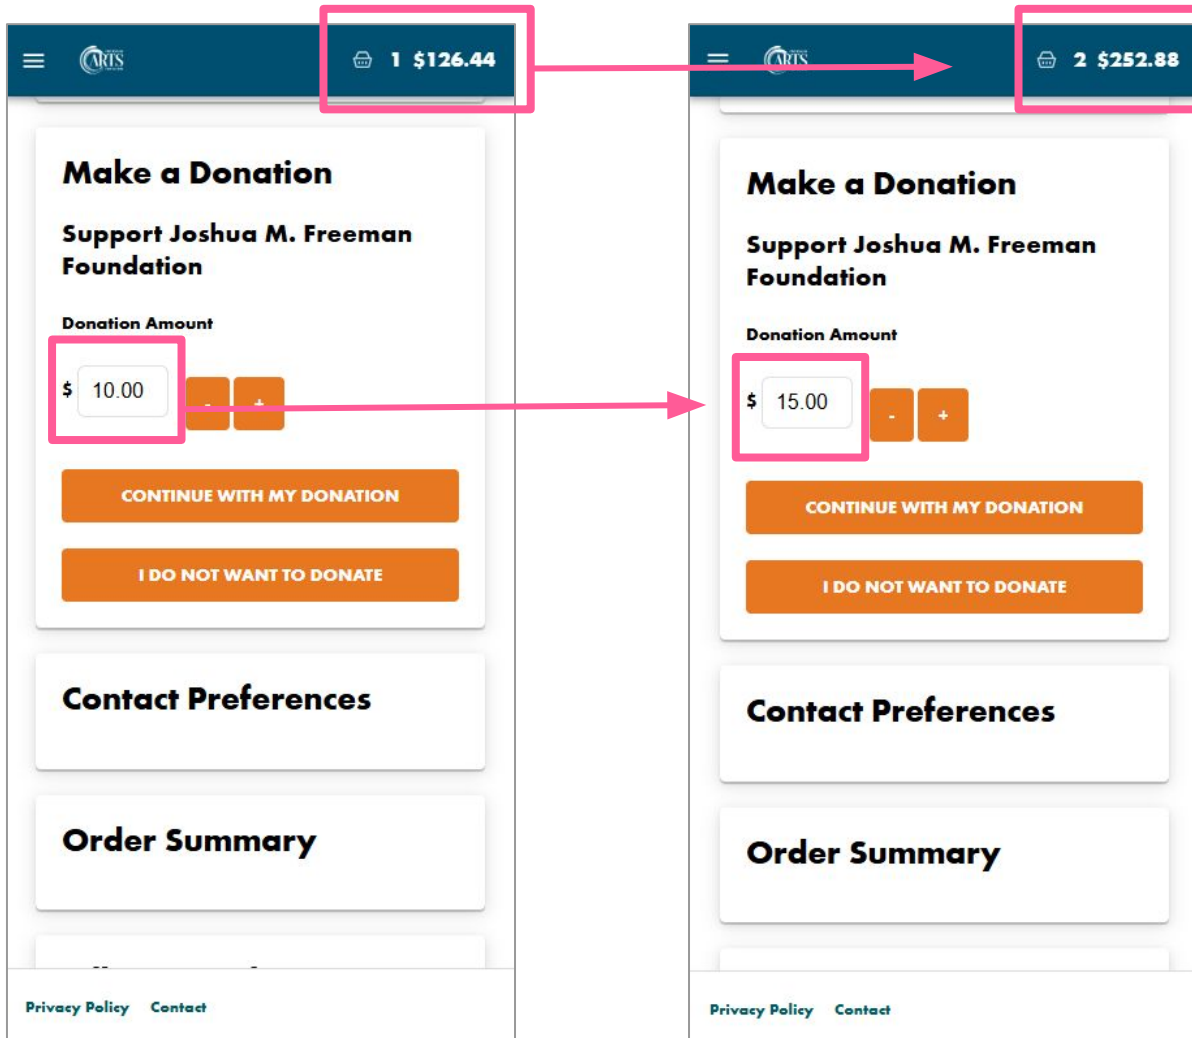 ARTS
1 $126.44
Make a Donation
Support Joshua M. Freeman
Foundation
Donation Amount
$ 10.00 - +
CONTINUE WITH MY DONATION
I DO NOT WANT TO DONATE
Contact Preferences
Order Summary
Privacy Policy Contact
ARTS
2 $252.88
Make a Donation
Support Joshua M. Freeman
Foundation
Donation Amount
$ 15.00 - +
CONTINUE WITH MY DONATION
I DO NOT WANT TO DONATE
Contact Preferences
Order Summary
Privacy Policy Contact